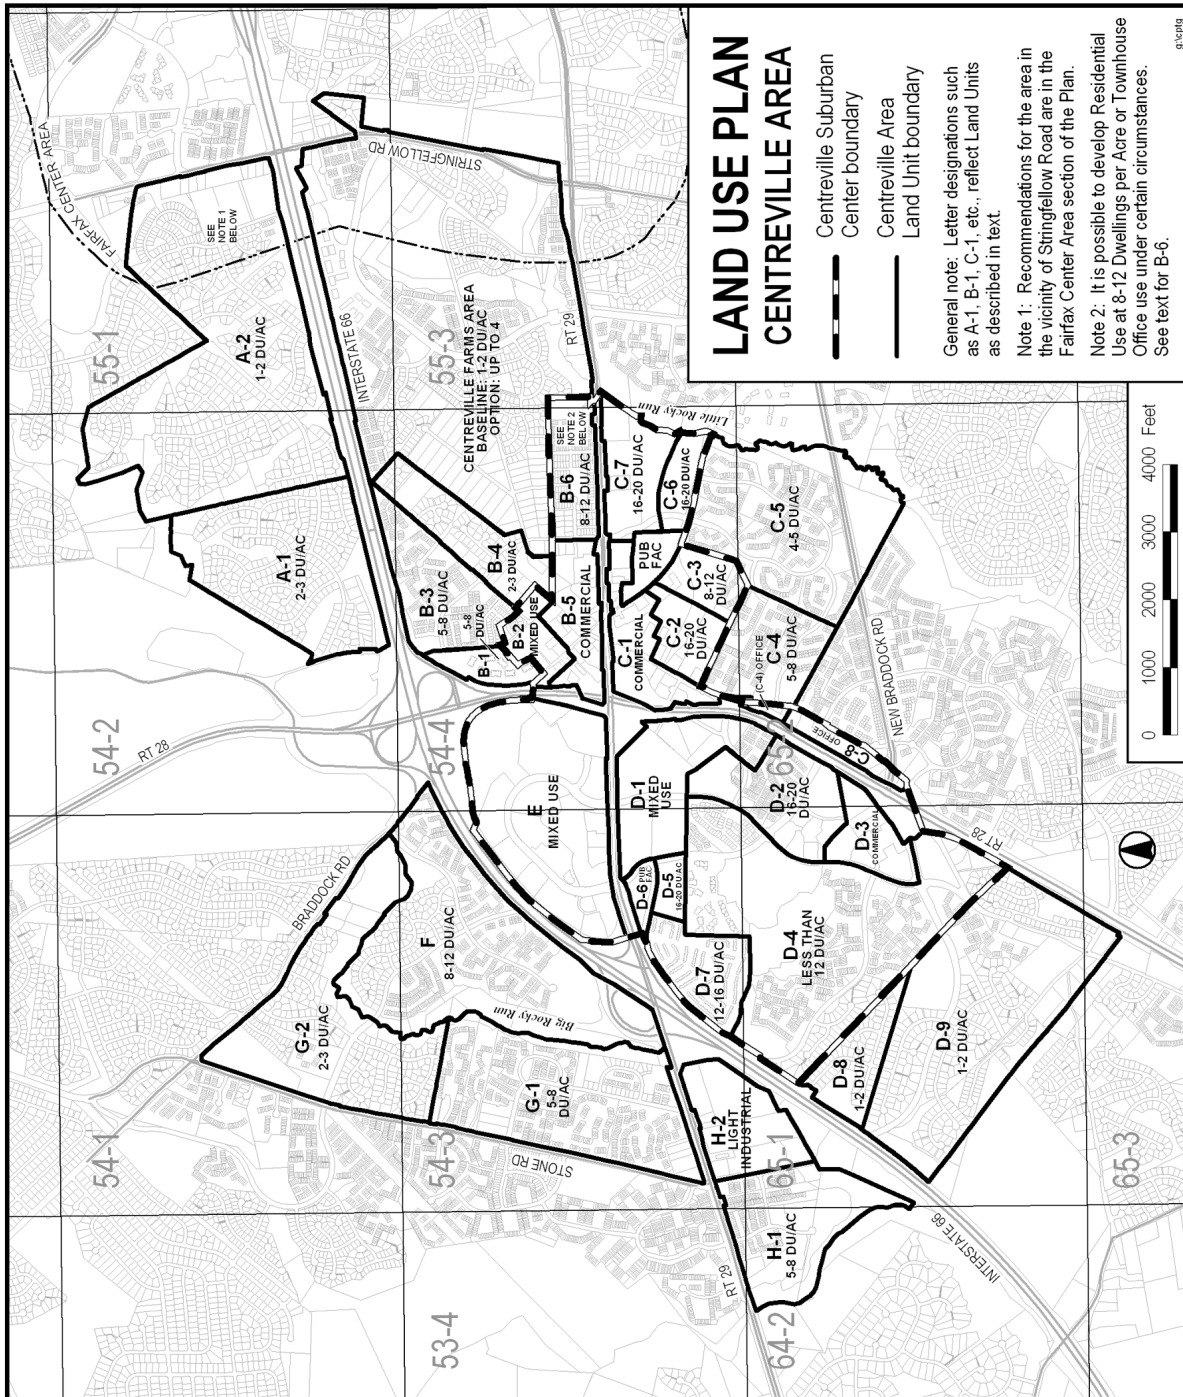 LAND USE PLAN
CENTREVILLE AREA
Centreville Suburban
Center boundary
Centreville Area
Land Unit boundary
General note: Letter designations such
as A-1, B-1, C-1, etc., reflect Land Units
as described in text.
Note 1: Recommendations for the area in
the vicinity of Stringfellow Road are in the
Fairfax Center Area section of the Plan.
Note 2: It is possible to develop Residential
Use at 8-12 Dwellings per Acre or Townhouse
Office use under certain circumstances.
See text for B-6.
0 1000 2000 3000 4000 Feet
54-1
54-2
55-1
FAIRFAX CENTER AREA
SEE
NOTE 1
BELOW
A-2
1-2 DU/AC
A-1
2-3 DU/AC
RT 28
BRADDOCK RD
INTERSTATE 66
STRINGFELLOW RD
G-2
2-3 DU/AC
F
8-12 DU/AC
53-4
54-3
54-4
55-3
CENTREVILLE FARMS AREA
BASELINE: 1-2 DU/AC
OPTION: UP TO 4
B-3
5-8 DU/AC
B-4
2-3 DU/AC
5-8
DU/AC
B-1
B-2
MIXED USE
G-1
5-8
DU/AC
STONE RD
Big Rocky Run
E
MIXED USE
B-5
COMMERCIAL
B-6
8-12 DU/AC
SEE
NOTE 2
BELOW
RT 29
C-1
COMMERCIAL
PUB
FAC
C-7
16-20 DU/AC
C-6
16-20 DU/AC
Little Rocky Run
C-2
16-20
DU/AC
C-3
8-12
DU/AC
D-1
MIXED
USE
D-6 PUB
FAC
D-5
16-20 DU/AC
D-7
12-16 DU/AC
H-2
LIGHT
INDUSTRIAL
RT 29
64-2
65-1
H-1
5-8 DU/AC
D-4
LESS THAN
12 DU/AC
D-2
16-20
DU/AC
D-3
COMMERCIAL
C-8 OFFICE
(C-4) OFFICE
C-4
5-8 DU/AC
C-5
4-5 DU/AC
NEW BRADDOCK RD
RT 28
D-8
1-2 DU/AC
D-9
1-2 DU/AC
INTERSTATE 66
65-3